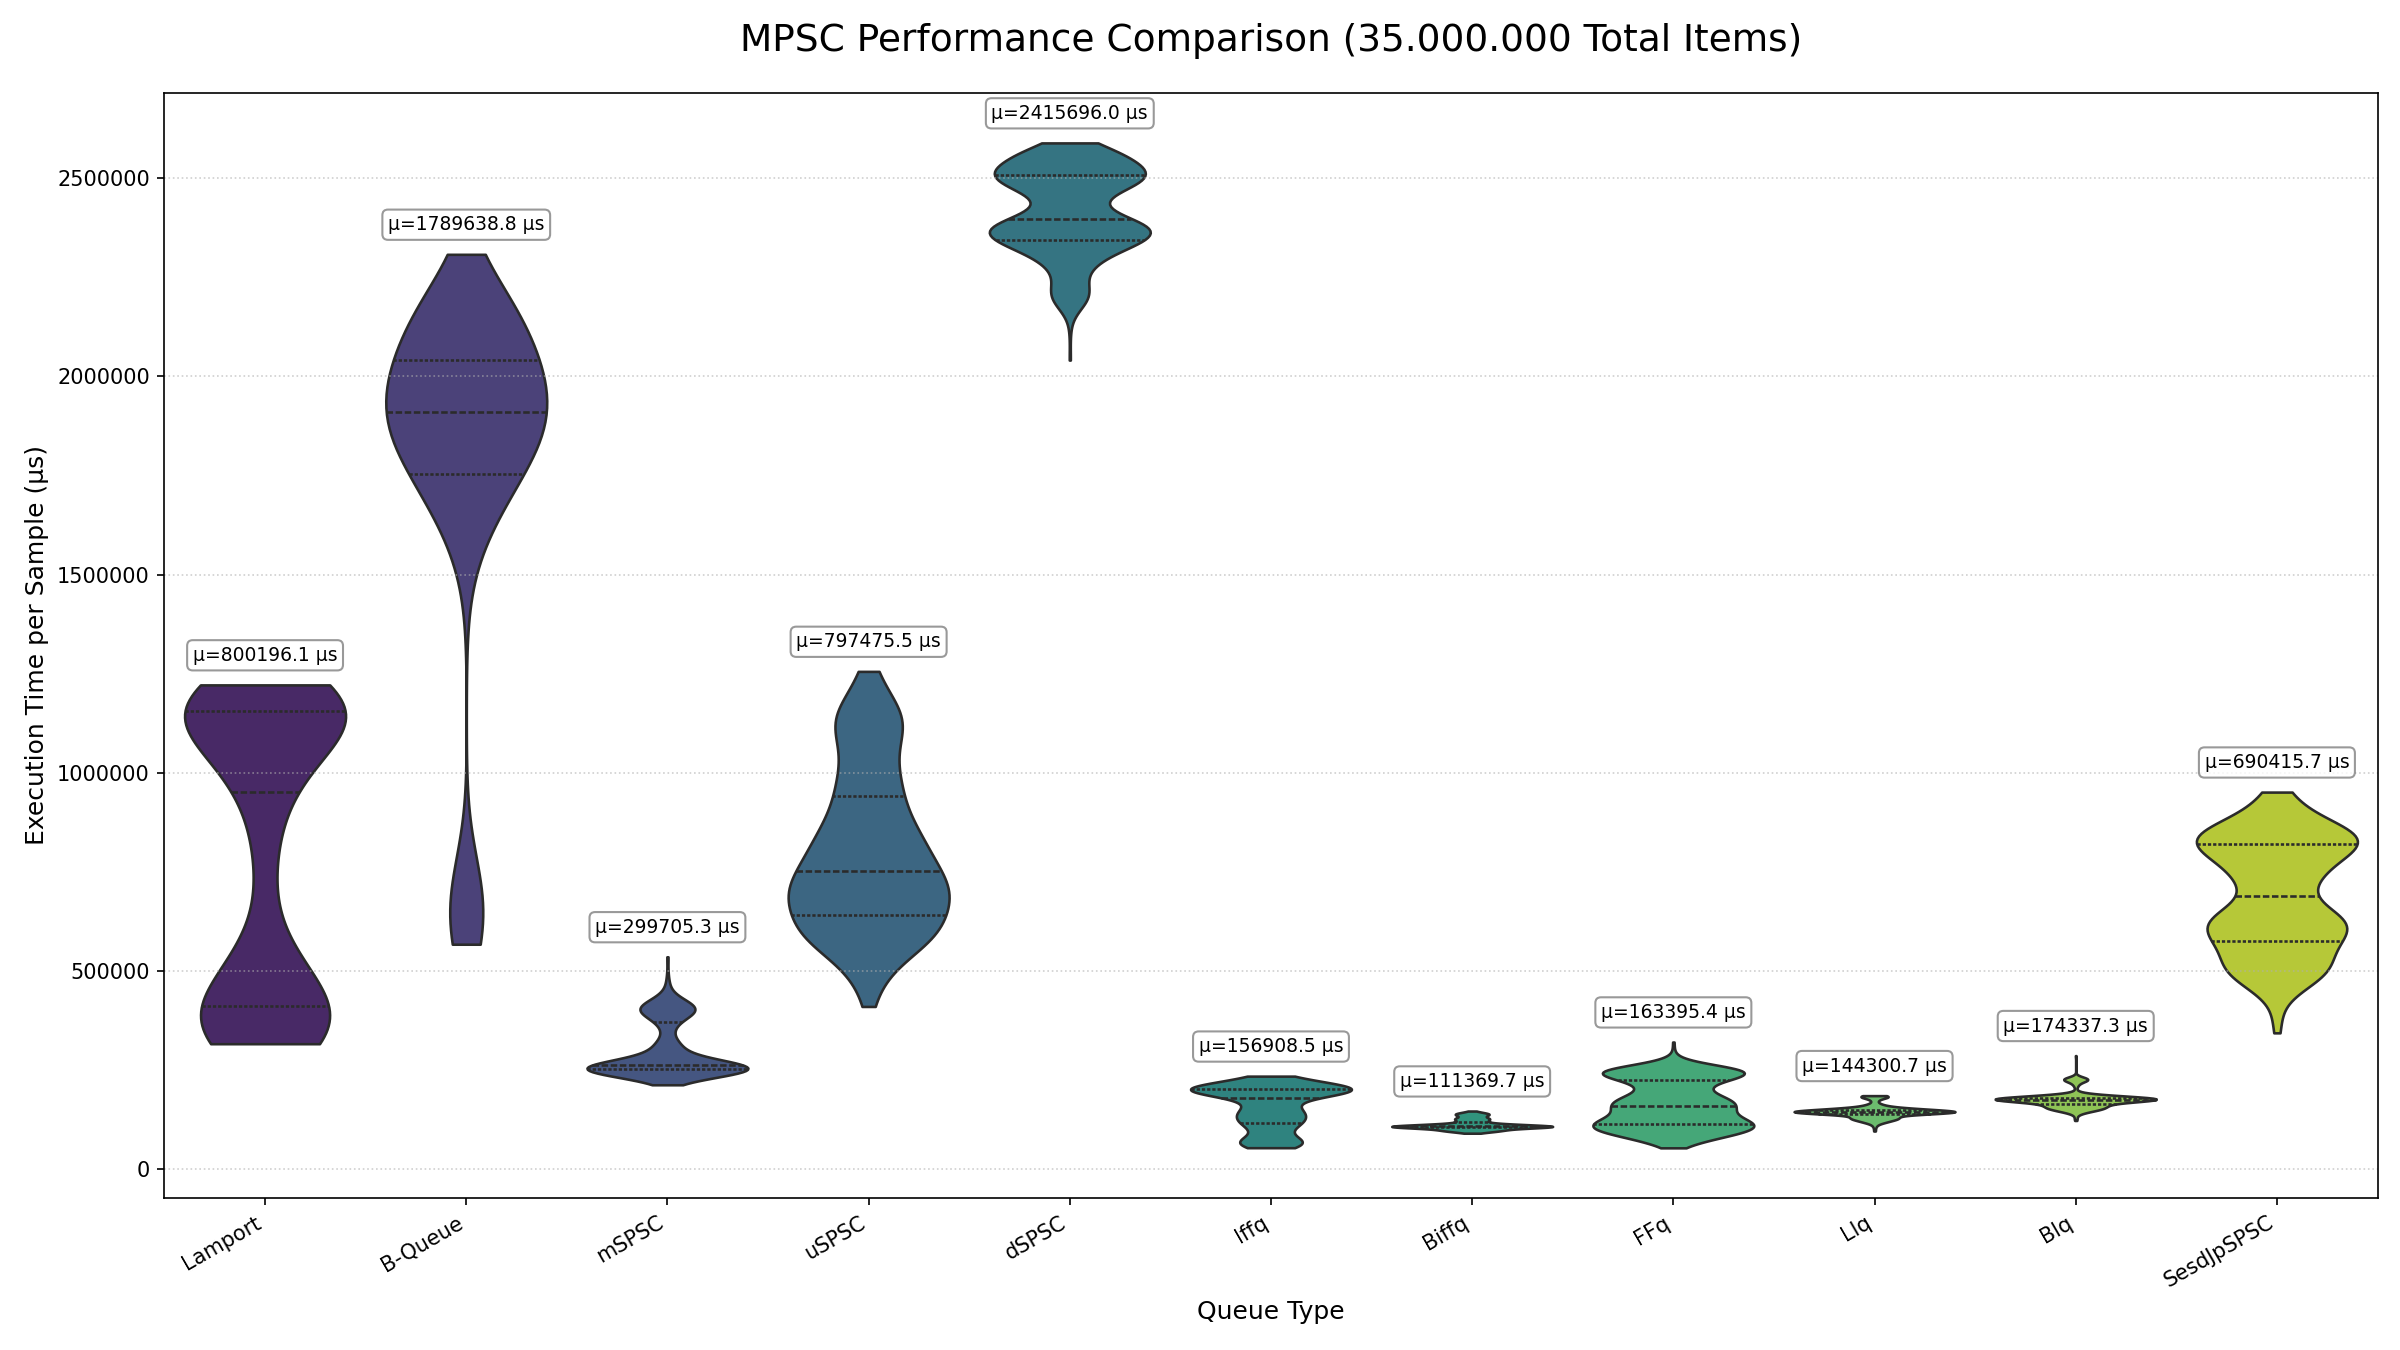 MPSC Performance Comparison (35.000.000 Total Items)
µ=2415696.0 µs
µ=1789638.8 µs
µ=800196.1 µs
µ=797475.5 µs
µ=690415.7 µs
µ=299705.3 µs
µ=156908.5 µs
µ=111369.7 µs
µ=163395.4 µs
µ=144300.7 µs
µ=174337.3 µs
Execution Time per Sample (µs)
2500000
2000000
1500000
1000000
500000
0
Lamport
B-Queue
mSPSC
uSPSC
dSPSC
Iffq
Biffq
FFq
Llq
Blq
SesdJpSPSC
Queue Type